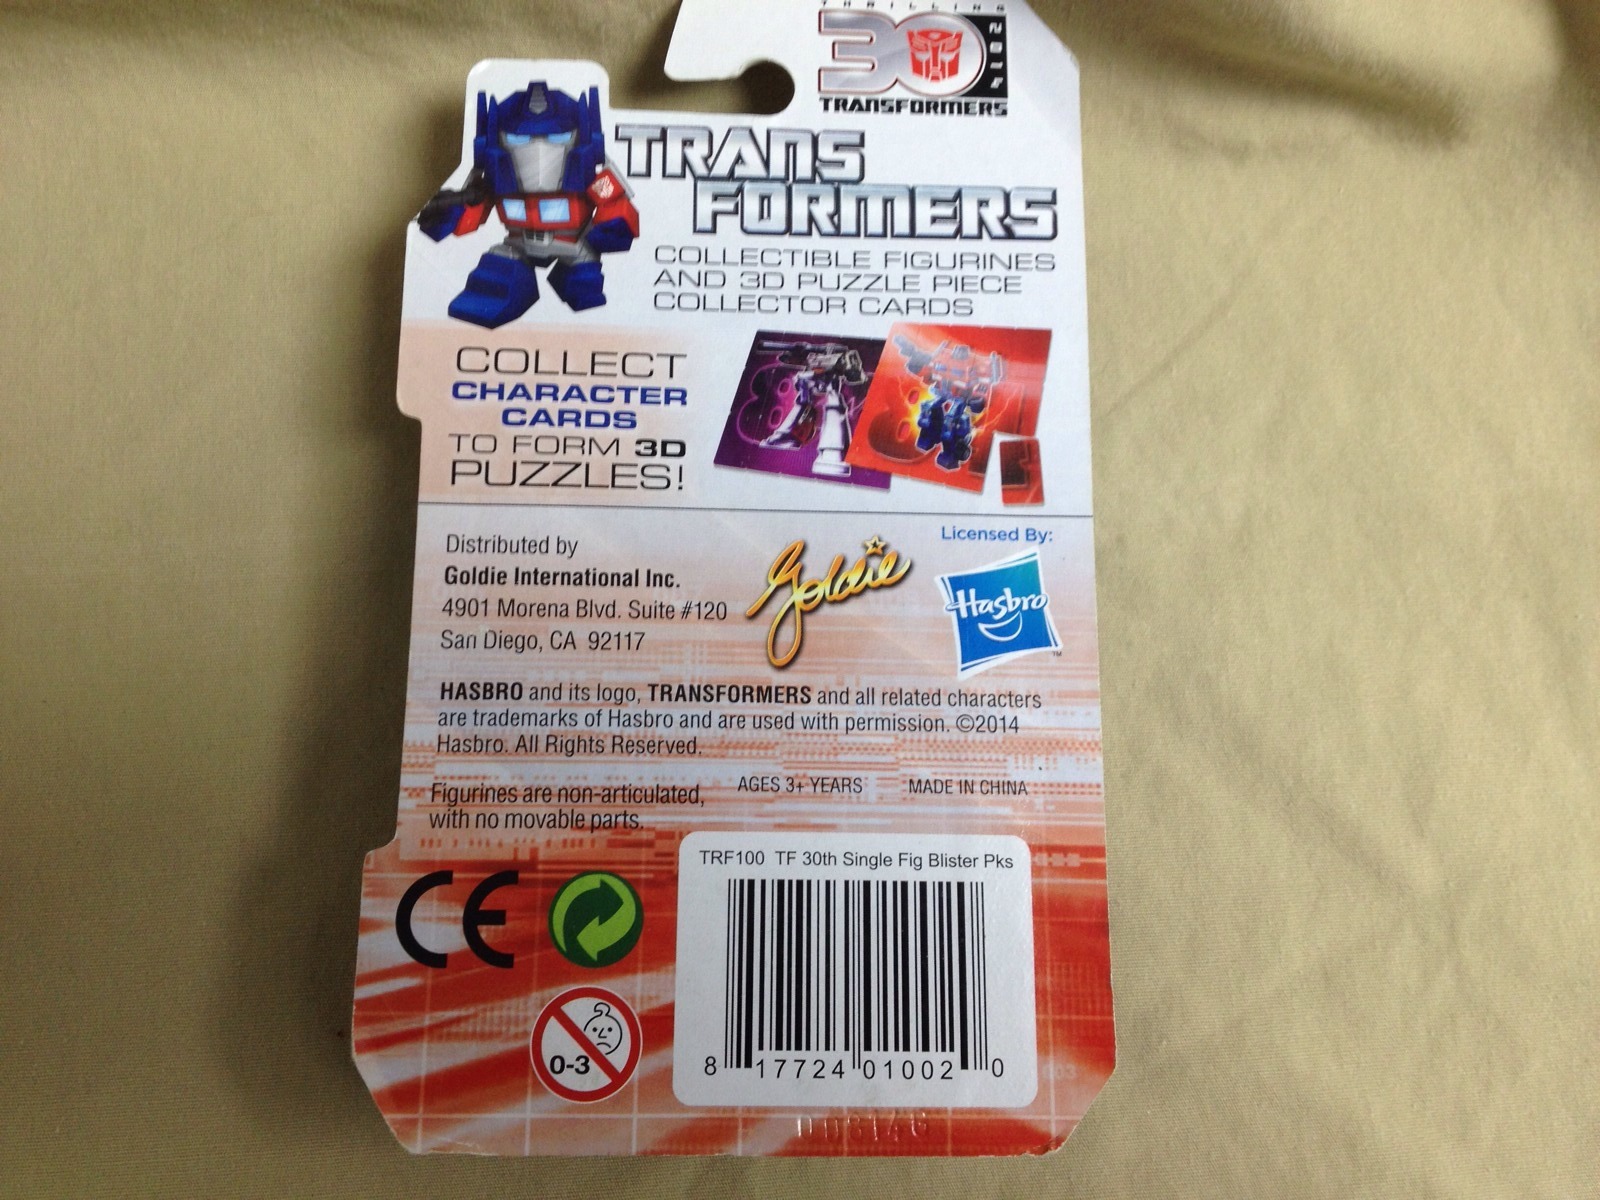 THRILLING
30
2014
TRANSFORMERS
TRANS
FORMERS
COLLECTIBLE FIGURINES
AND 3D PUZZLE PIECE
COLLECTOR CARDS
COLLECT
CHARACTER
CARDS
TO FORM 3D
PUZZLES!
Distributed by
Goldie International Inc.
4901 Morena Blvd. Suite #120
San Diego, CA 92117
Goldie
Licensed By:
Hasbro
TM
HASBRO and its logo, TRANSFORMERS and all related characters
are trademarks of Hasbro and are used with permission. ©2014
Hasbro. All Rights Reserved.
Figurines are non-articulated,
with no movable parts.
AGES 3+ YEARS
MADE IN CHINA
CE
0-3
TRF100 TF 30th Single Fig Blister Pks
8 17724 01002 0